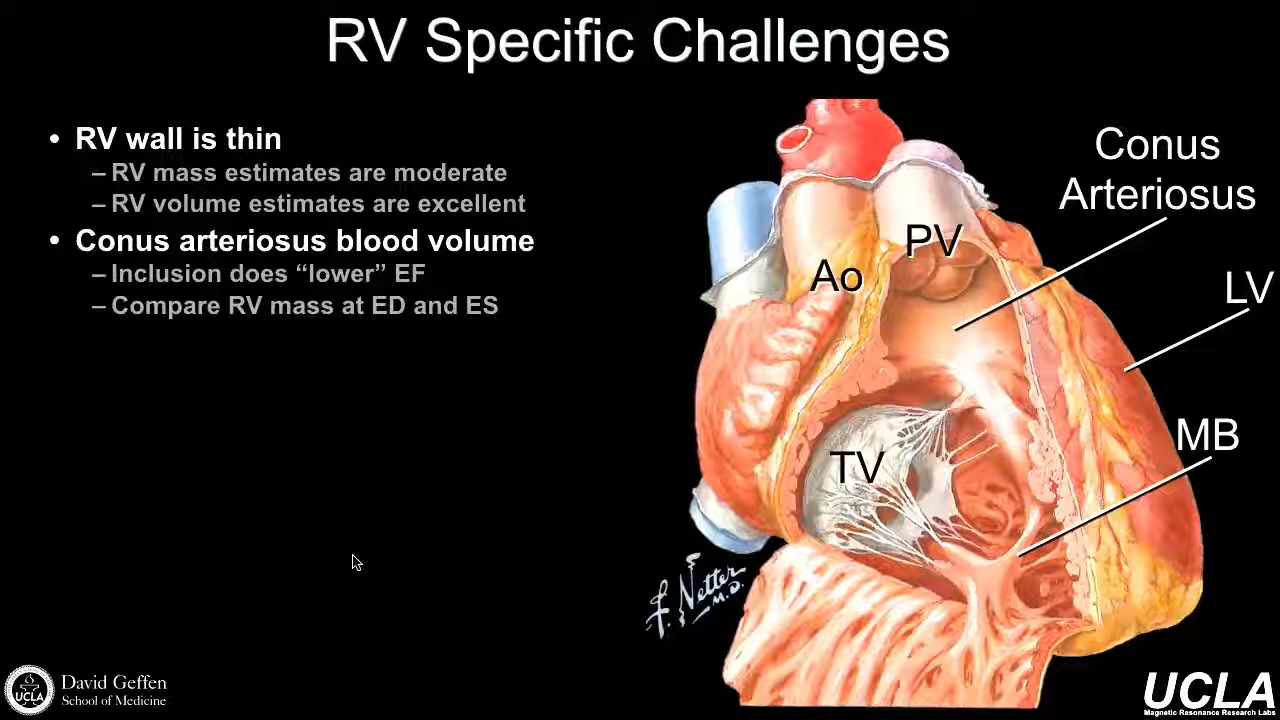 RV Specific Challenges
• RV wall is thin
– RV mass estimates are moderate
– RV volume estimates are excellent
• Conus arteriosus blood volume
– Inclusion does “lower” EF
– Compare RV mass at ED and ES
Conus
Arteriosus
PV
Ao
LV
MB
TV
F. Netter
M.D.
UCLA
David Geffen
School of Medicine
UCLA
Magnetic Resonance Research Labs